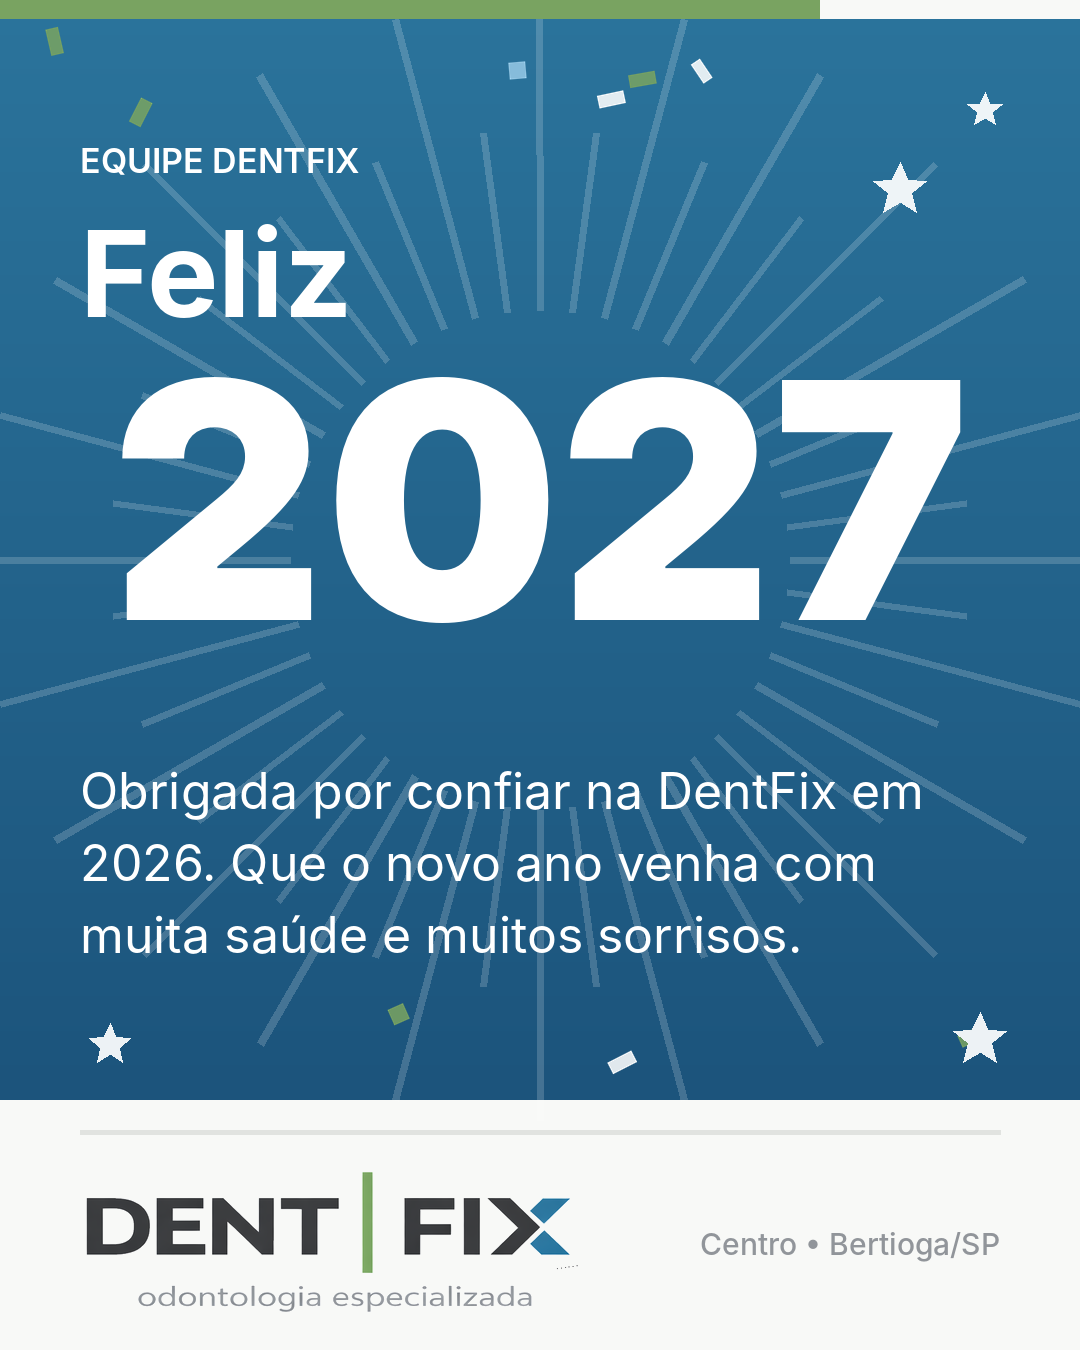 EQUIPE DENTFIX
Feliz
2027
Obrigada por confiar na DentFix em
2026. Que o novo ano venha com
muita saúde e muitos sorrisos.
DENT FIX
odontologia especializada
Centro • Bertioga/SP